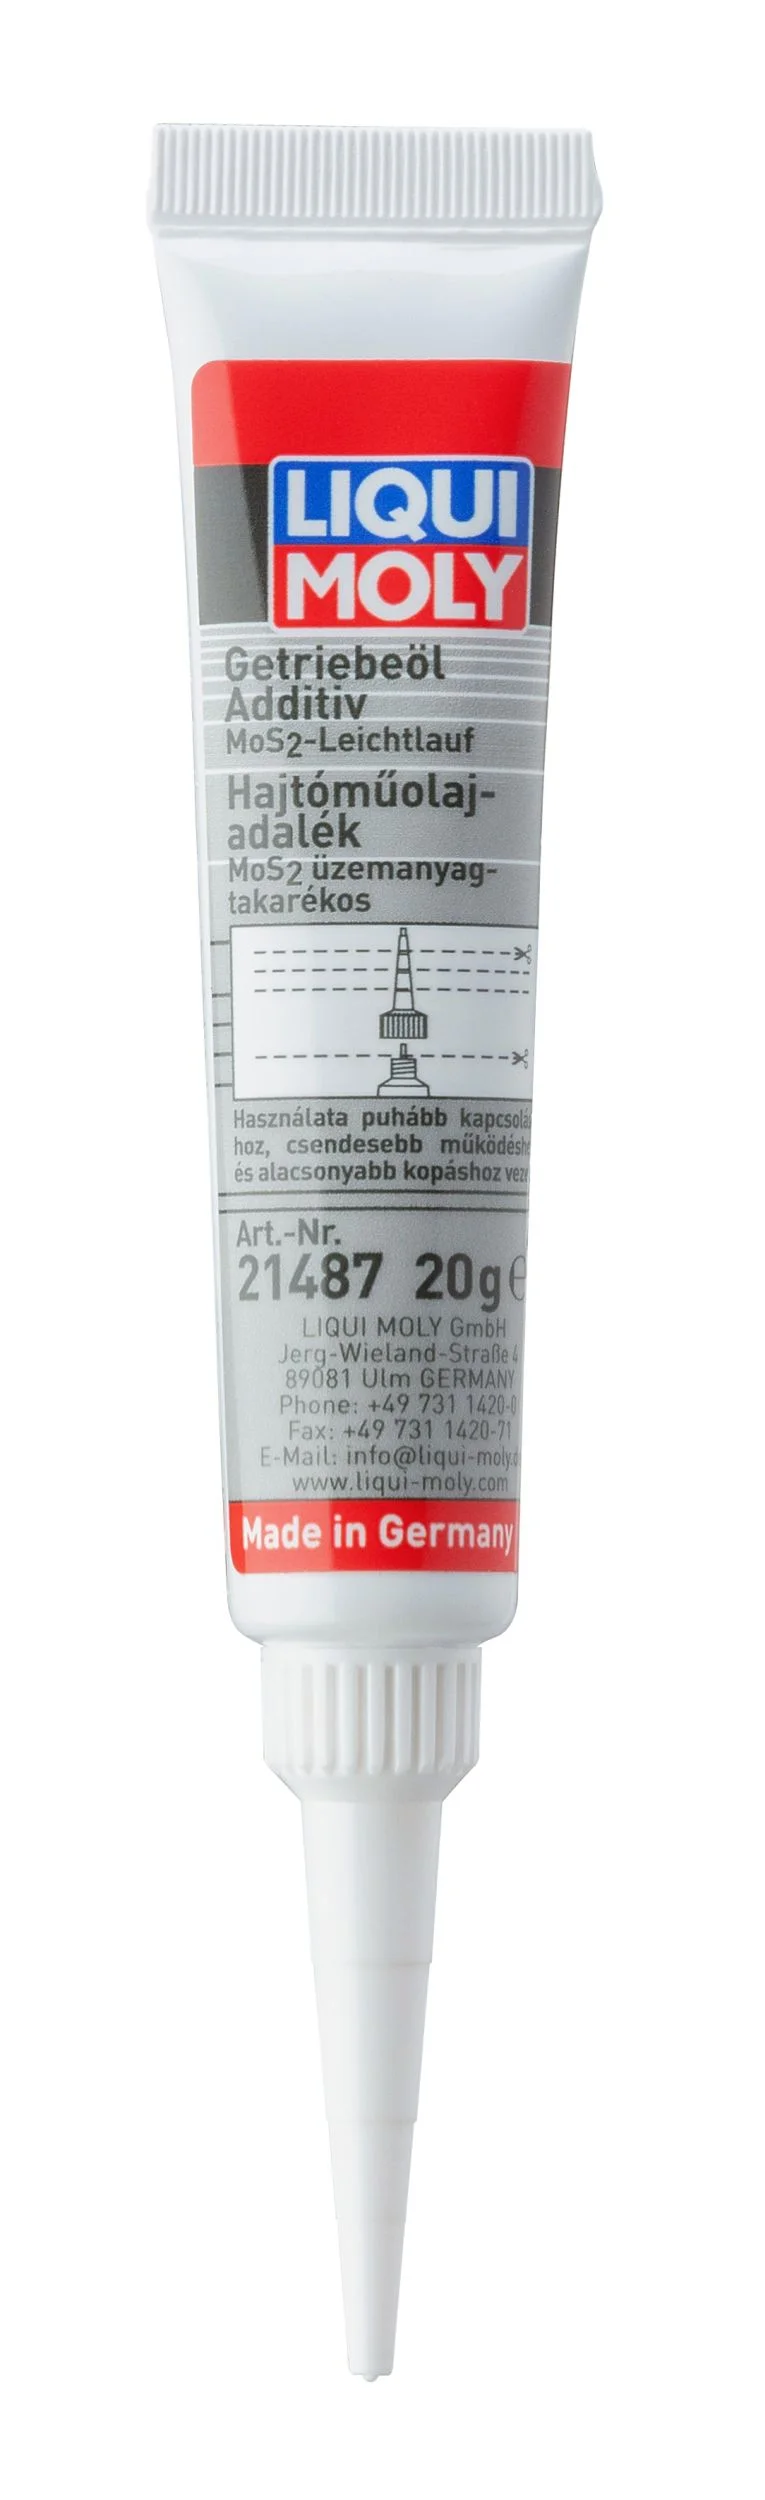 LIQUI
MOLY
Getriebeöl
Additiv
MoS2-Leichtlauf
Hajtóműolaj-
adalék
MoS2 üzemanyag-
takarékos
Használata puhább
hoz, csendesebb
és alacsonyabb kopáshoz
Art.-Nr.
21487 20g e
LIQUI MOLY GmbH
Jerg-Wieland-Straße 4
89081 Ulm GERMANY
Phone: +49 731 1420-0
Fax: +49 731 1420-71
E-Mail:
www.liqui-moly.com
Made in Germany